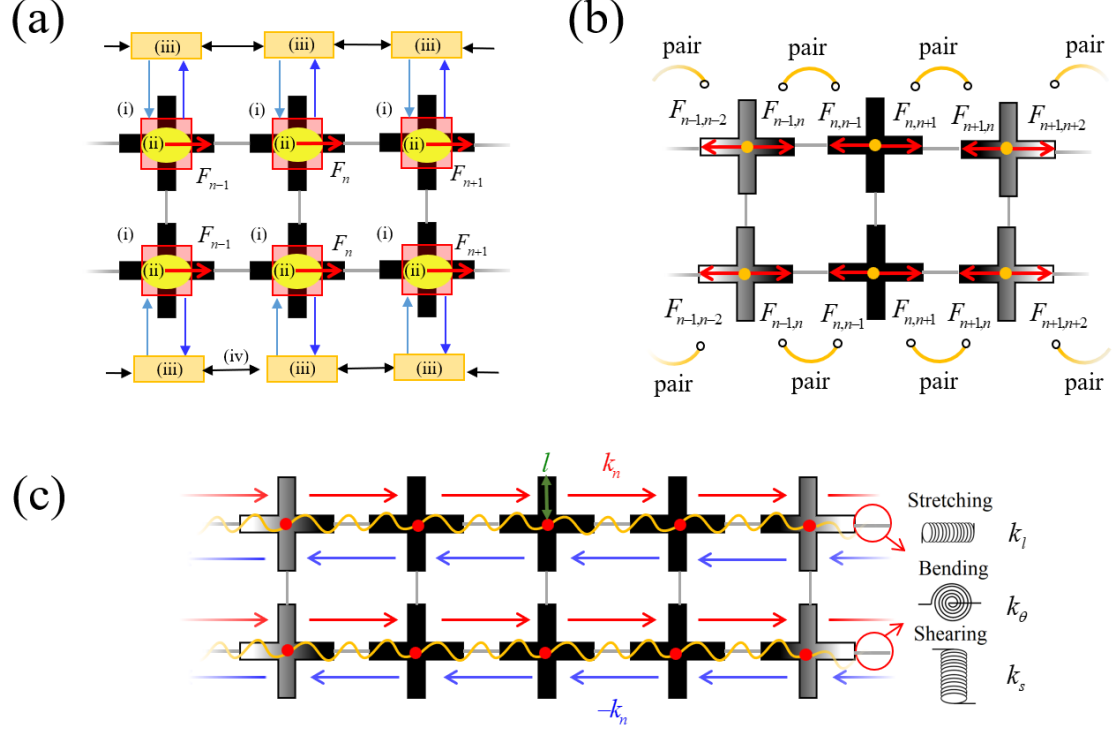 (a)
(iii) (iii) (iii)
(i) (i) (i)
(ii) (ii) (ii)
F_{n-1} F_n F_{n+1}
(i) F_{n-1} (i) F_n (i) F_{n+1}
(ii) (ii) (ii)
(iv)
(iii) (iii) (iii)
(b)
pair pair pair pair
F_{n-1,n-2} F_{n-1,n} F_{n,n-1} F_{n,n+1} F_{n+1,n} F_{n+1,n+2}
F_{n-1,n-2} F_{n-1,n} F_{n,n-1} F_{n,n+1} F_{n+1,n} F_{n+1,n+2}
pair pair pair pair
(c)
l k_n
Stretching
k_l
Bending
k_θ
Shearing
k_s
-k_n